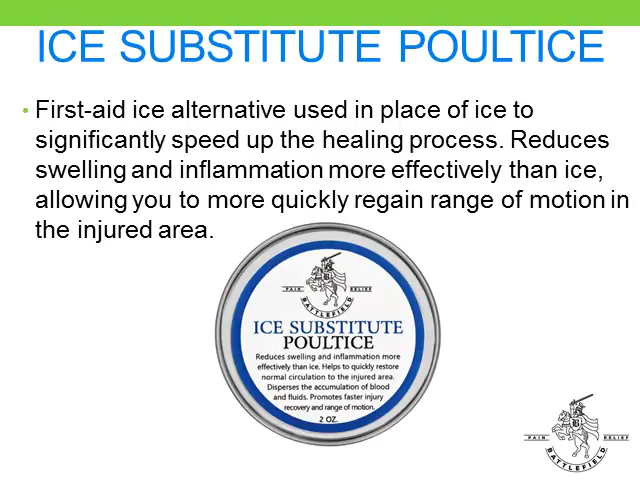 ICE SUBSTITUTE POULTICE
• First-aid ice alternative used in place of ice to
significantly speed up the healing process. Reduces
swelling and inflammation more effectively than ice,
allowing you to more quickly regain range of motion in
the injured area.
PAIN RELIEF
BATTLEFIELD
ICE SUBSTITUTE
POULTICE
Reduces swelling and inflammation more
effectively than ice. Helps to quickly restore
normal circulation to the injured area.
Disperses the accumulation of blood
and fluids. Promotes faster injury
recovery and range of motion.
2 OZ.
B
PAIN RELIEF
BATTLEFIELD